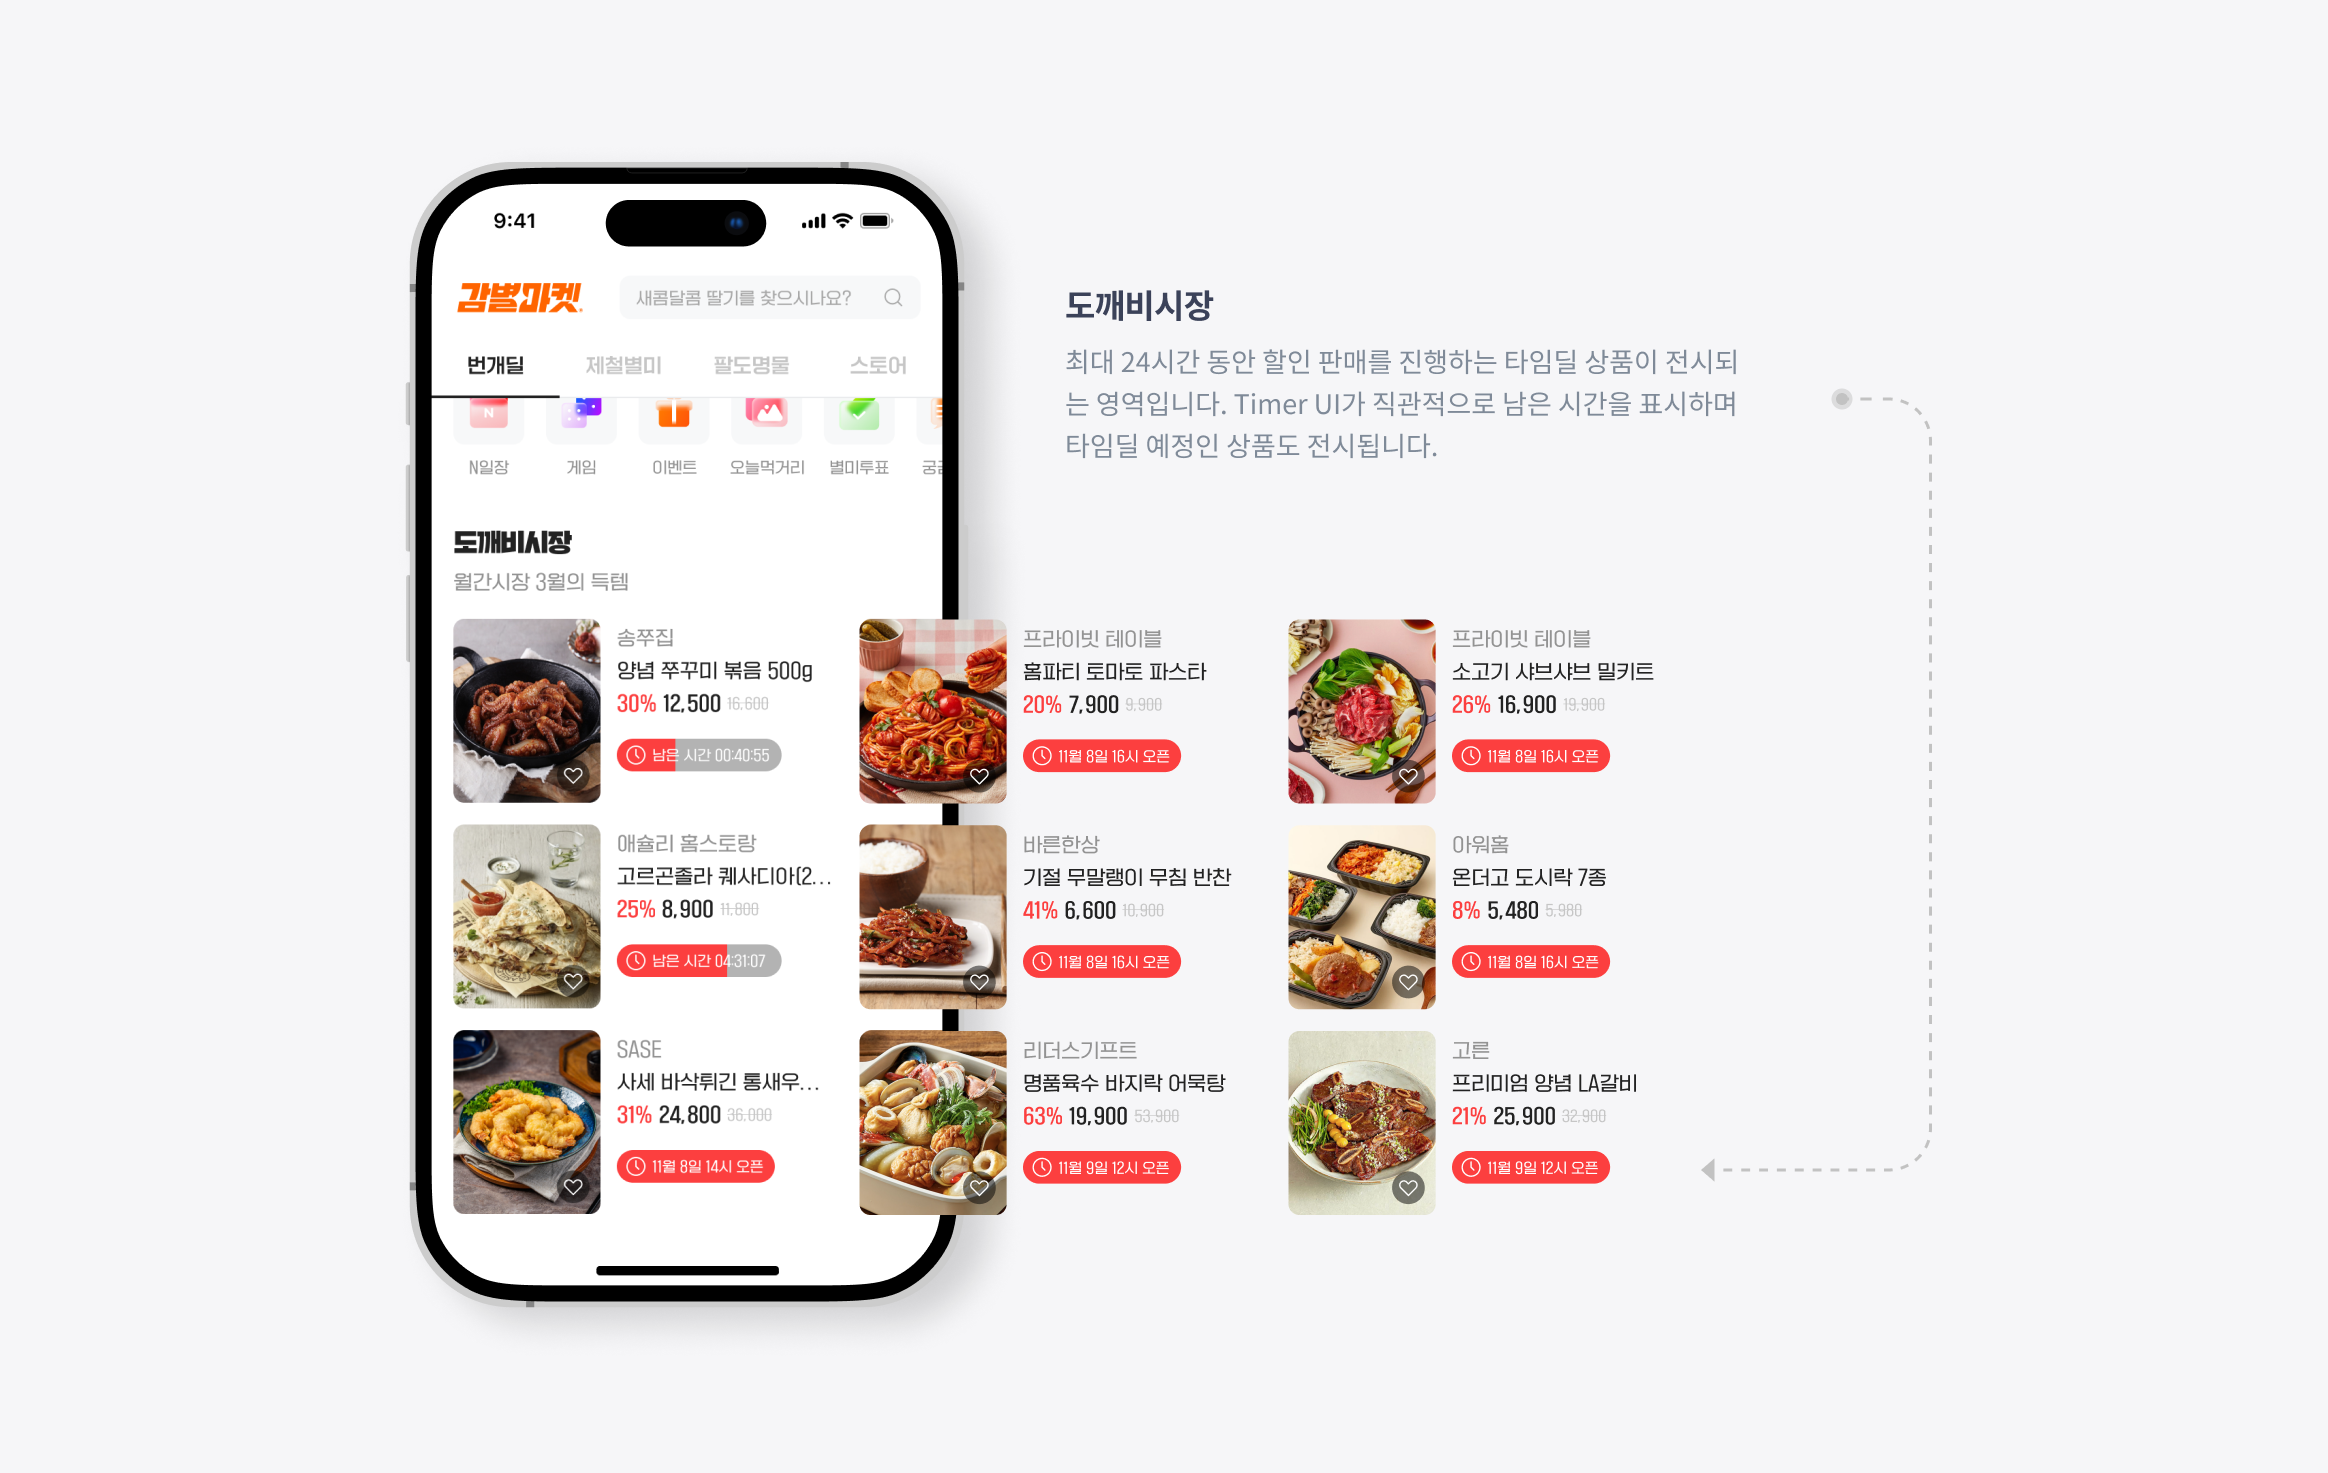 9:41
감별마켓
새콤달콤 딸기를 찾으시나요?
번개딜 제철별미 팔도명물 스토어
N
N일장 게임 이벤트 오늘먹거리 별미투표
도깨비시장
월간시장 3월의 득템
송쭈집
양념 쭈꾸미 볶음 500g
30% 12,500 16,600
남은 시간 00:40:55
애슐리 홈스토랑
고르곤졸라 퀘사디아(2...
25% 8,900 11,800
남은 시간 04:31:07
SASE
사세 바삭튀긴 통새우...
31% 24,800 36,000
11월 8일 14시 오픈
도깨비시장
최대 24시간 동안 할인 판매를 진행하는 타임딜 상품이 전시되
는 영역입니다. Timer UI가 직관적으로 남은 시간을 표시하며
타임딜 예정인 상품도 전시됩니다.
프라이빗 테이블
홈파티 토마토 파스타
20% 7,900 9,900
11월 8일 16시 오픈
바른한상
기절 무말랭이 무침 반찬
41% 6,600 10,900
11월 8일 16시 오픈
리더스기프트
명품육수 바지락 어묵탕
63% 19,900 53,900
11월 9일 12시 오픈
프라이빗 테이블
소고기 샤브샤브 밀키트
26% 16,900 19,900
11월 8일 16시 오픈
아워홈
온더고 도시락 7종
8% 5,480 5,980
11월 8일 16시 오픈
고른
프리미엄 양념 LA갈비
21% 25,900 32,900
11월 9일 12시 오픈